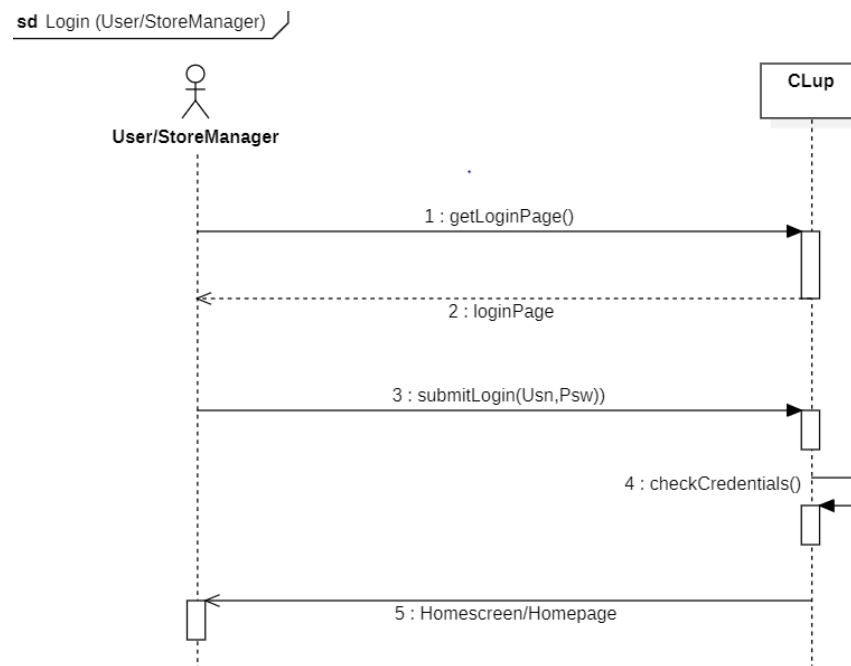 sd Login (User/StoreManager)
CLup
User/StoreManager
1 : getLoginPage()
2 : loginPage
3 : submitLogin(Usn,Psw))
4 : checkCredentials()
5 : Homescreen/Homepage